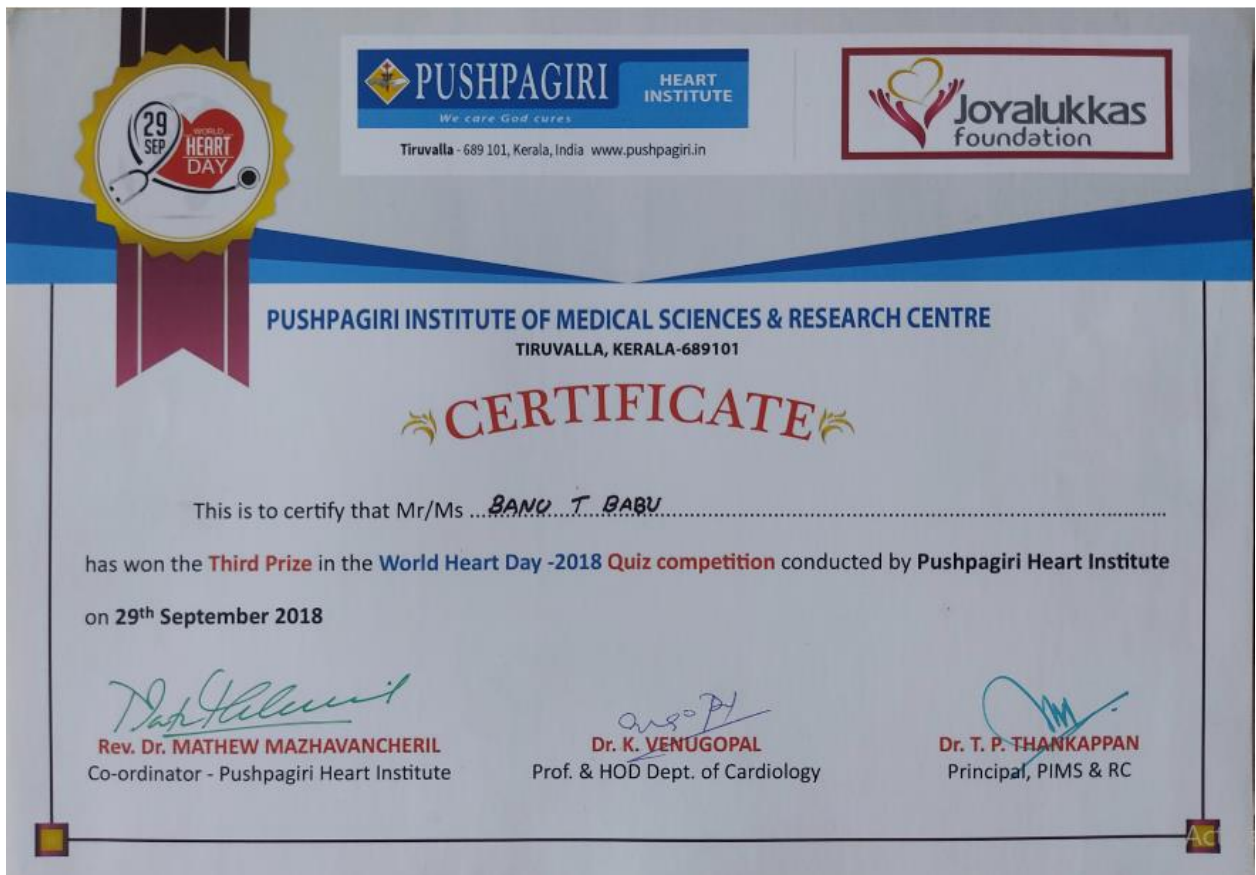 29
SEP
WORLD
HEART
DAY
PUSHPAGIRI
HEART
INSTITUTE
We care God cures
Tiruvalla - 689 101, Kerala, India www.pushpagiri.in
Joyalukkas
foundation
PUSHPAGIRI INSTITUTE OF MEDICAL SCIENCES & RESEARCH CENTRE
TIRUVALLA, KERALA-689101
CERTIFICATE
This is to certify that Mr/Ms ...BANU T BABU...
has won the Third Prize in the World Heart Day -2018 Quiz competition conducted by Pushpagiri Heart Institute
on 29th September 2018
Rev. Dr. MATHEW MAZHAVANCHERIL
Co-ordinator - Pushpagiri Heart Institute
Dr. K. VENUGOPAL
Prof. & HOD Dept. of Cardiology
Dr. T. P. THANKAPPAN
Principal, PIMS & RC